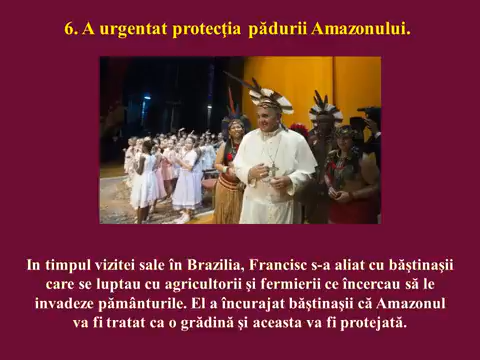 6. A urgentat protecţia pădurii Amazonului.
In timpul vizitei sale în Brazilia, Francisc s-a aliat cu băştinaşii
care se luptau cu agricultorii şi fermierii ce încercau să le
invadeze pământurile. El a încurajat băştinaşii că Amazonul
va fi tratat ca o grădină şi aceasta va fi protejată.